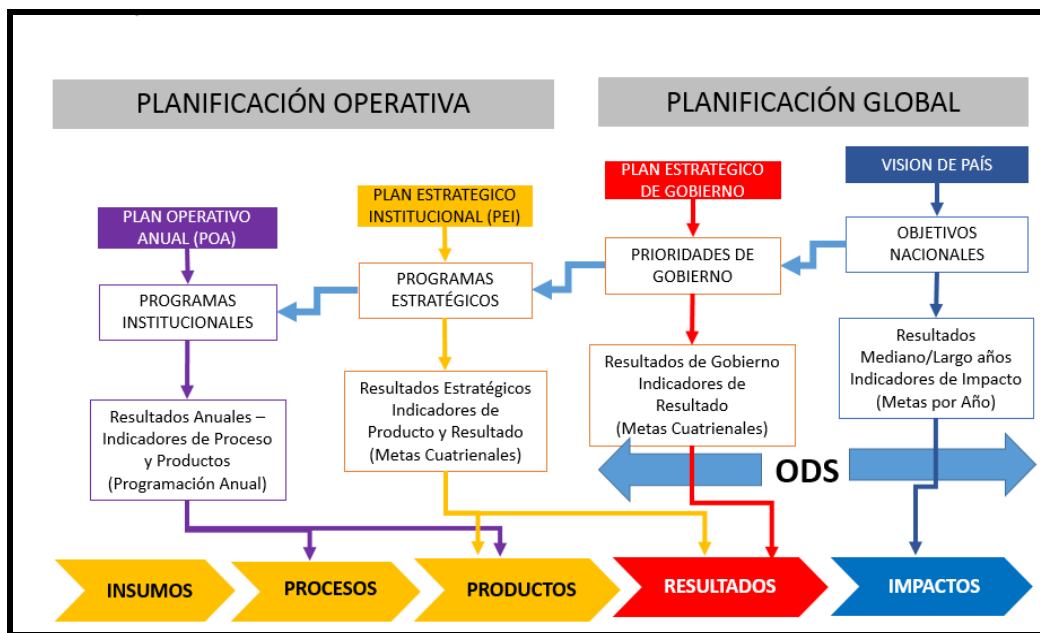 PLANIFICACIÓN OPERATIVA
PLANIFICACIÓN GLOBAL
PLAN OPERATIVO
ANUAL (POA)
PLAN ESTRATEGICO
INSTITUCIONAL (PEI)
PLAN ESTRATEGICO
DE GOBIERNO
VISION DE PAÍS
PROGRAMAS
INSTITUCIONALES
PROGRAMAS
ESTRATÉGICOS
PRIORIDADES DE
GOBIERNO
OBJETIVOS
NACIONALES
Resultados Anuales –
Indicadores de Proceso
y Productos
(Programación Anual)
Resultados Estratégicos
Indicadores de
Producto y Resultado
(Metas Cuatrienales)
Resultados de Gobierno
Indicadores de
Resultado
(Metas Cuatrienales)
Resultados
Mediano/Largo años
Indicadores de Impacto
(Metas por Año)
ODS
INSUMOS
PROCESOS
PRODUCTOS
RESULTADOS
IMPACTOS